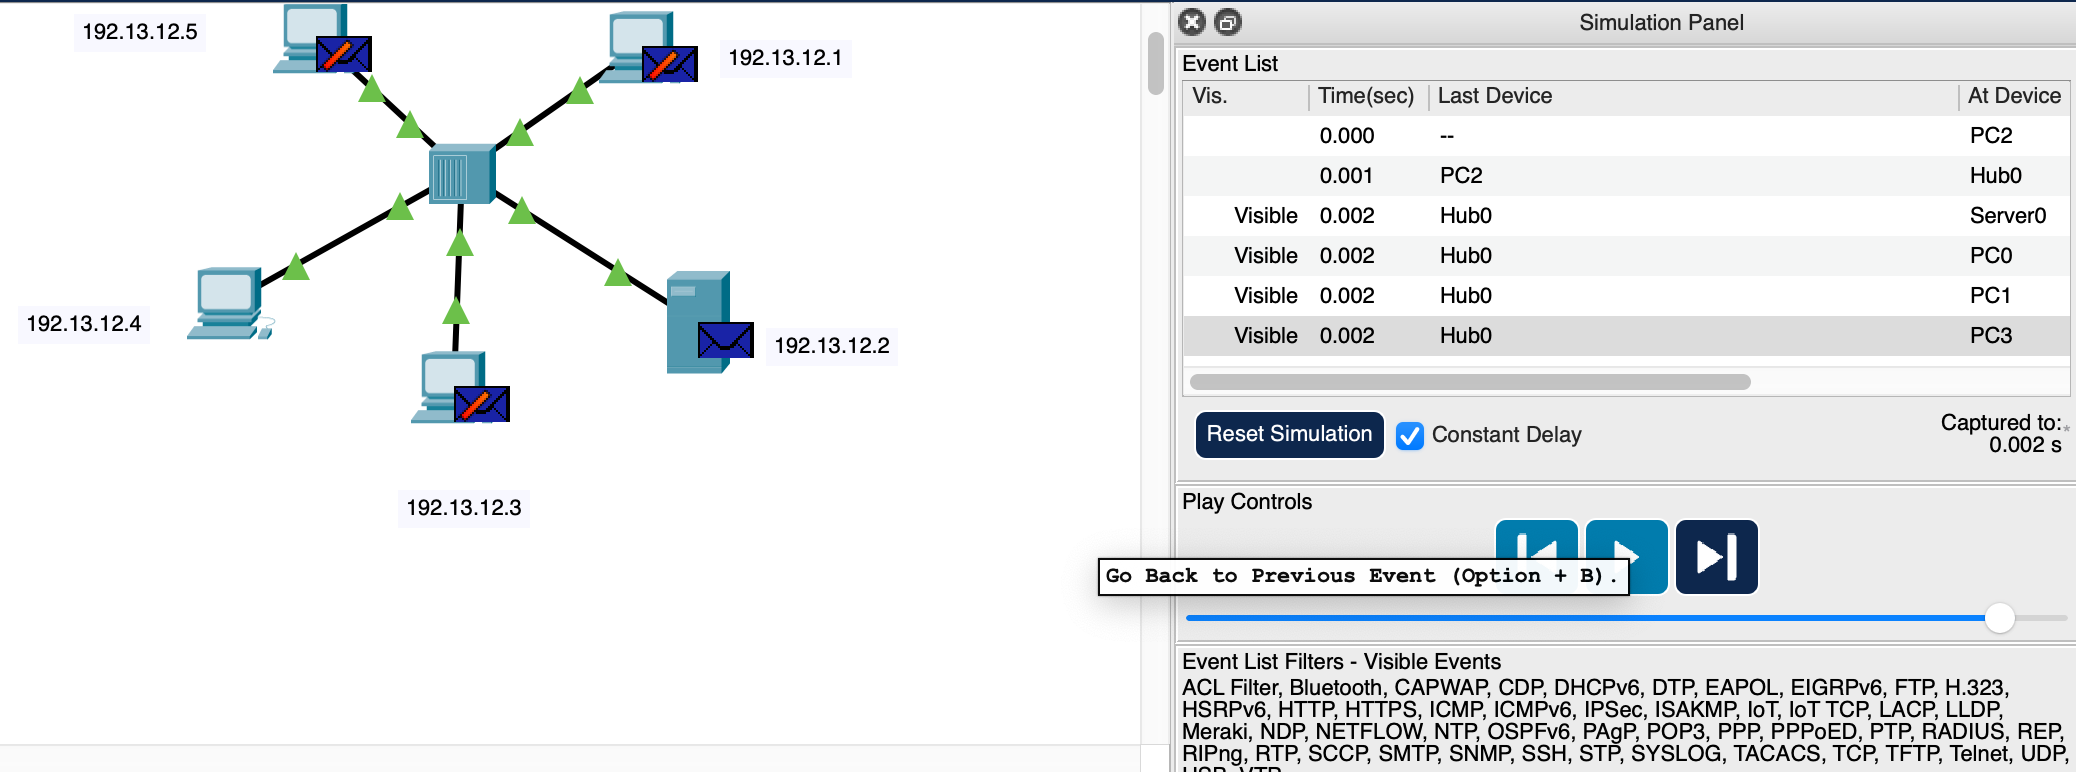 192.13.12.5
192.13.12.1
192.13.12.4
192.13.12.2
192.13.12.3
Simulation Panel
Event List
Vis. Time(sec) Last Device At Device
0.000 -- PC2
0.001 PC2 Hub0
Visible 0.002 Hub0 Server0
Visible 0.002 Hub0 PC0
Visible 0.002 Hub0 PC1
Visible 0.002 Hub0 PC3
Reset Simulation Constant Delay
Captured to:*
0.002 s
Play Controls
Go Back to Previous Event (Option + B).
Event List Filters - Visible Events
ACL Filter, Bluetooth, CAPWAP, CDP, DHCPv6, DTP, EAPOL, EIGRPv6, FTP, H.323,
HSRPv6, HTTP, HTTPS, ICMP, ICMPv6, IPSec, ISAKMP, IoT, IoT TCP, LACP, LLDP,
Meraki, NDP, NETFLOW, NTP, OSPFv6, PAgP, POP3, PPP, PPPoED, PTP, RADIUS, REP,
RIPng, RTP, SCCP, SMTP, SNMP, SSH, STP, SYSLOG, TACACS, TCP, TFTP, Telnet, UDP,